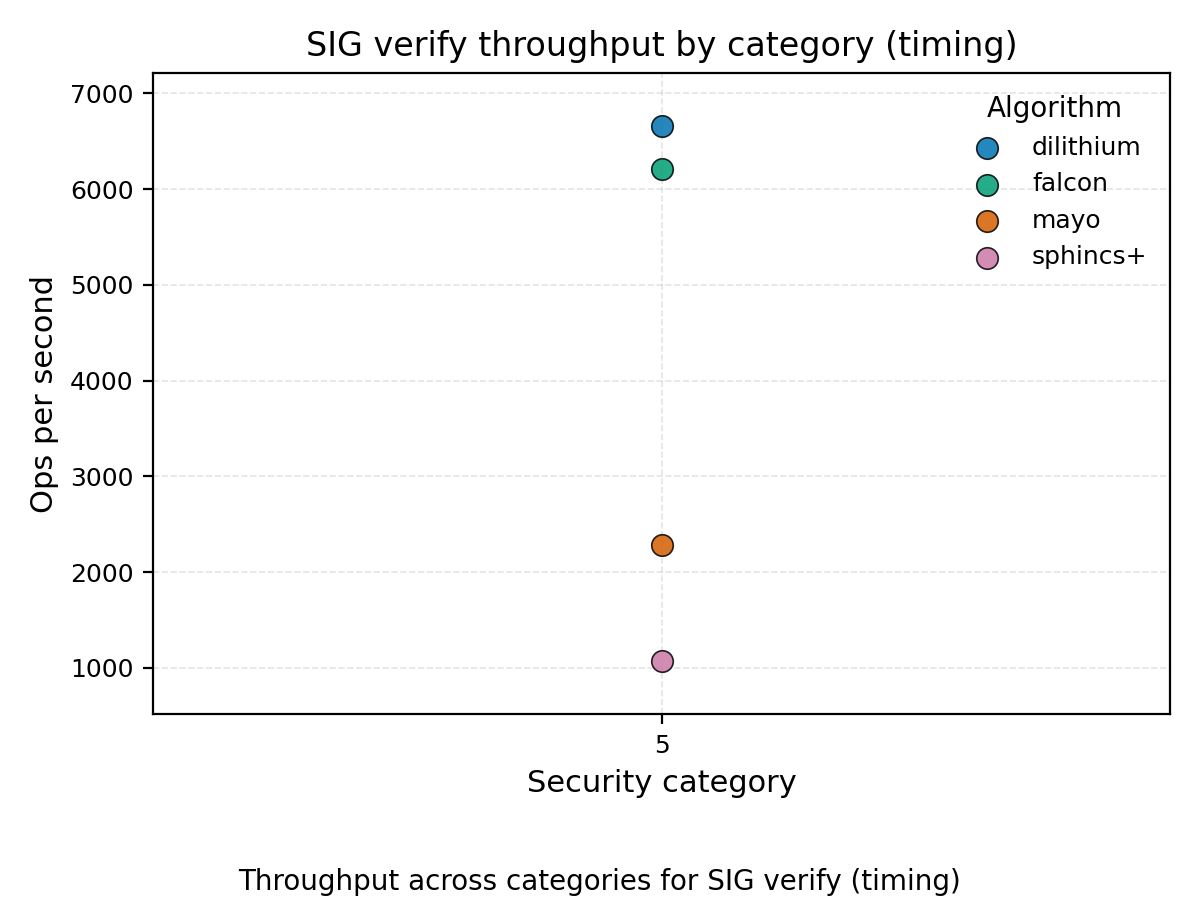 SIG verify throughput by category (timing)
7000
6000
5000
4000
3000
2000
1000
Ops per second
Algorithm
dilithium
falcon
mayo
sphincs+
5
Security category
Throughput across categories for SIG verify (timing)